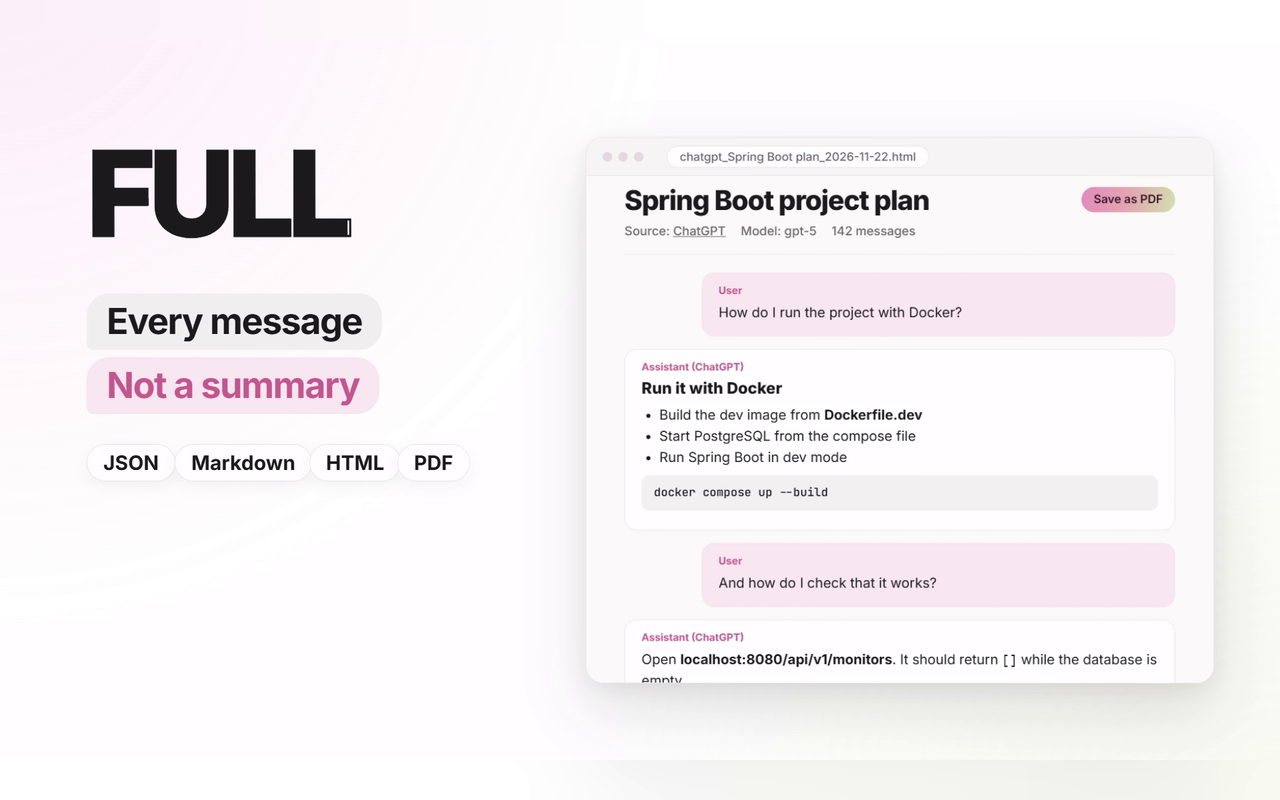 FULL
Every message
Not a summary
JSON Markdown HTML PDF
chatgpt_Spring Boot plan_2026-11-22.html
Spring Boot project plan
Save as PDF
Source: ChatGPT Model: gpt-5 142 messages
User
How do I run the project with Docker?
Assistant (ChatGPT)
Run it with Docker
• Build the dev image from Dockerfile.dev
• Start PostgreSQL from the compose file
• Run Spring Boot in dev mode
docker compose up --build
User
And how do I check that it works?
Assistant (ChatGPT)
Open localhost:8080/api/v1/monitors. It should return [] while the database is
empty